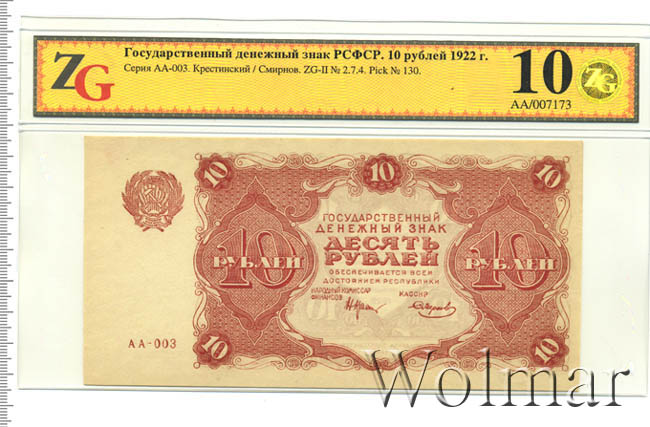 ZG
Государственный денежный знак РСФСР. 10 рублей 1922 г.
Серия АА-003. Крестинский / Смирнов. ZG-II № 2.7.4. Pick № 130.
10
ZG
AA/007173
10
10
10
ГОСУДАРСТВЕННЫЙ
ДЕНЕЖНЫЙ ЗНАК
ДЕСЯТЬ
РУБЛЕЙ
ОБЕСПЕЧИВАЕТСЯ ВСЕМ
ДОСТОЯНИЕМ РЕСПУБЛИКИ
НАРОДНЫЙ КОМИССАР
ФИНАНСОВ
КАССИР
10
РУБЛЕЙ
10
РУБЛЕЙ
АА-003
10
10
Wolmar